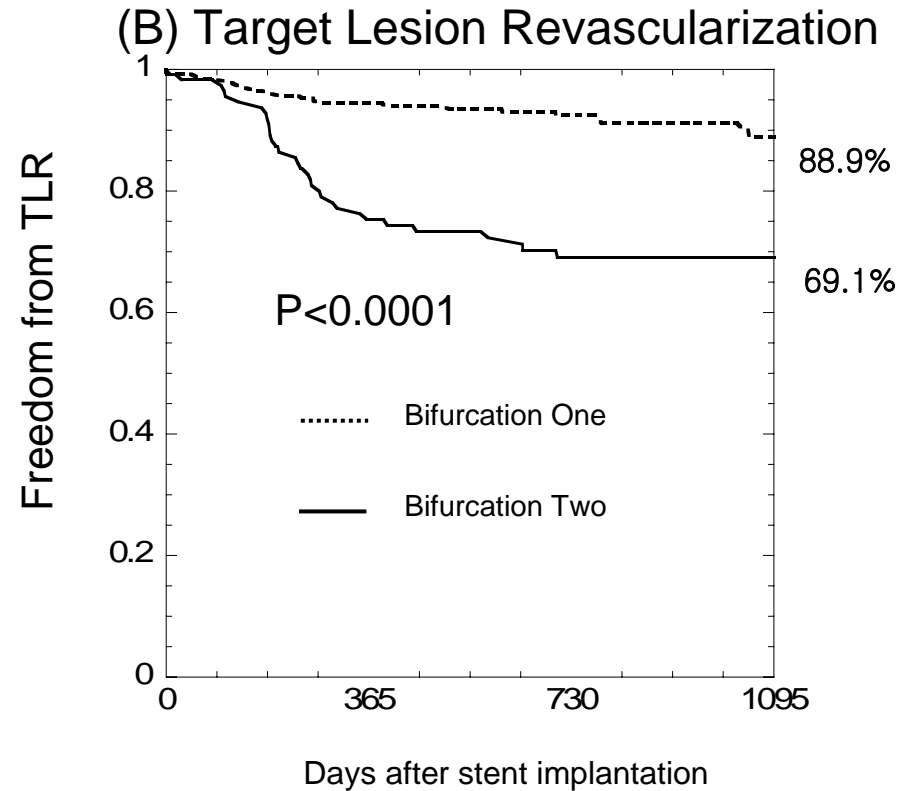 (B) Target Lesion Revascularization
Freedom from TLR
1
0.8
0.6
0.4
0.2
0
88.9%
69.1%
P<0.0001
Bifurcation One
Bifurcation Two
0 365 730 1095
Days after stent implantation